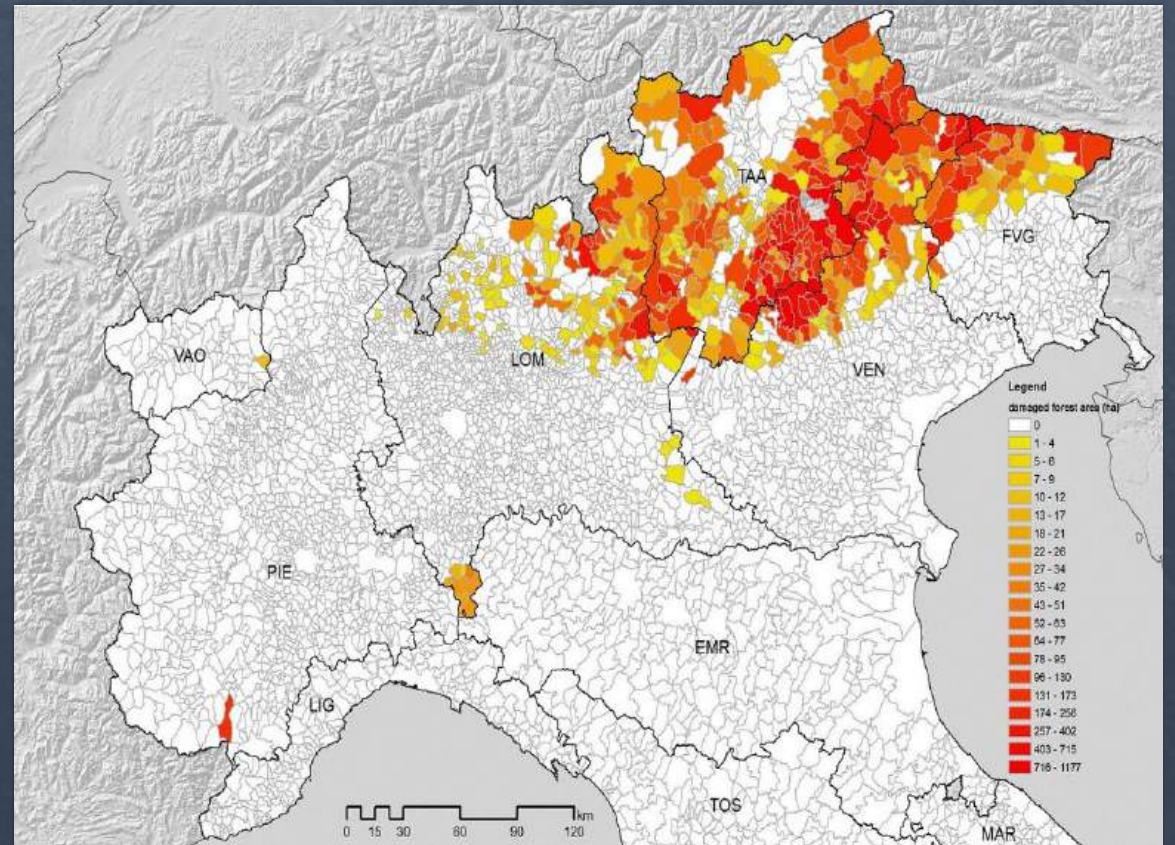 TAA
FVG
VAO
LOM
VEN
Legend
damaged forest area (ha)
0
1 - 4
5 - 6
7 - 9
10 - 12
13 - 17
18 - 21
22 - 26
27 - 34
35 - 42
43 - 51
52 - 63
64 - 77
78 - 95
96 - 130
131 - 173
174 - 256
257 - 402
403 - 715
716 - 1177
PIE
EMR
LIG
TOS
MAR
km
0 15 30 60 90 120